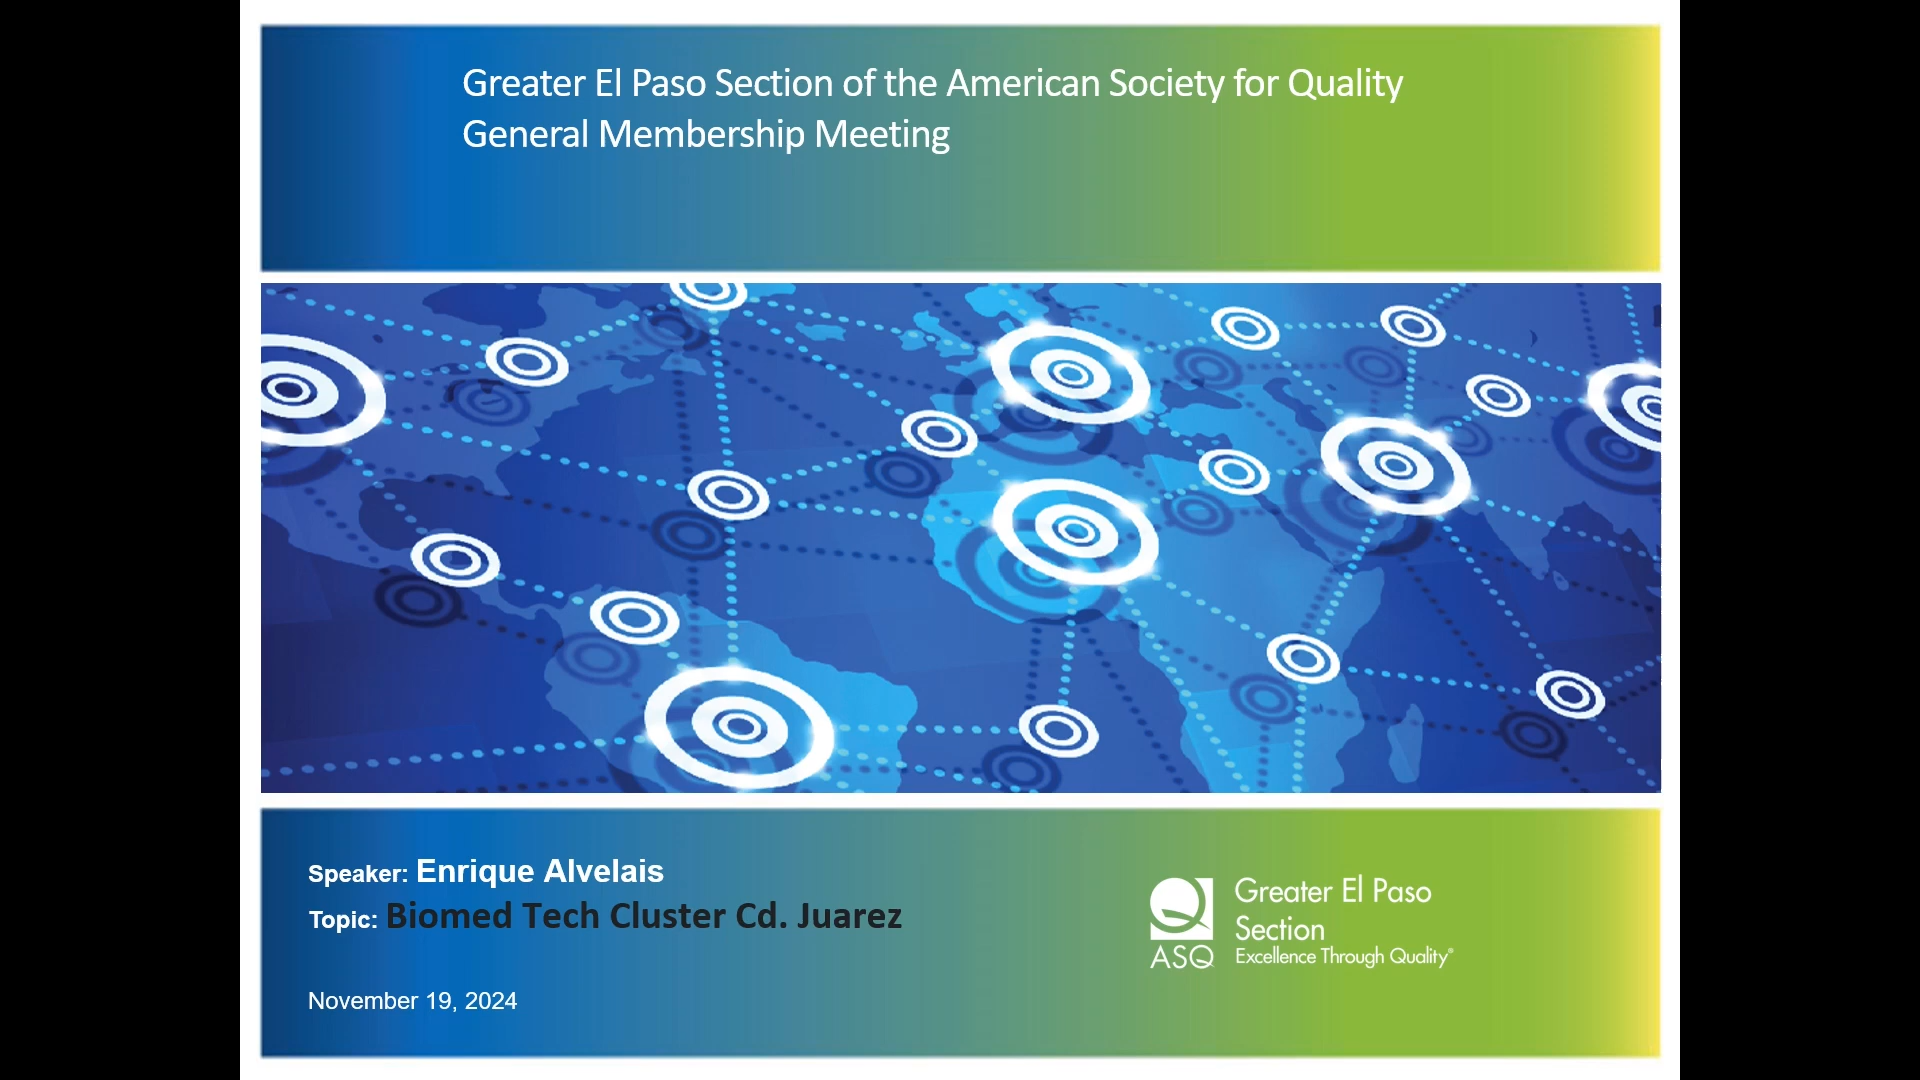 Greater El Paso Section of the American Society for Quality
General Membership Meeting
Speaker: Enrique Alvelais
Topic: Biomed Tech Cluster Cd. Juarez
November 19, 2024
ASQ
Greater El Paso
Section
Excellence Through Quality®